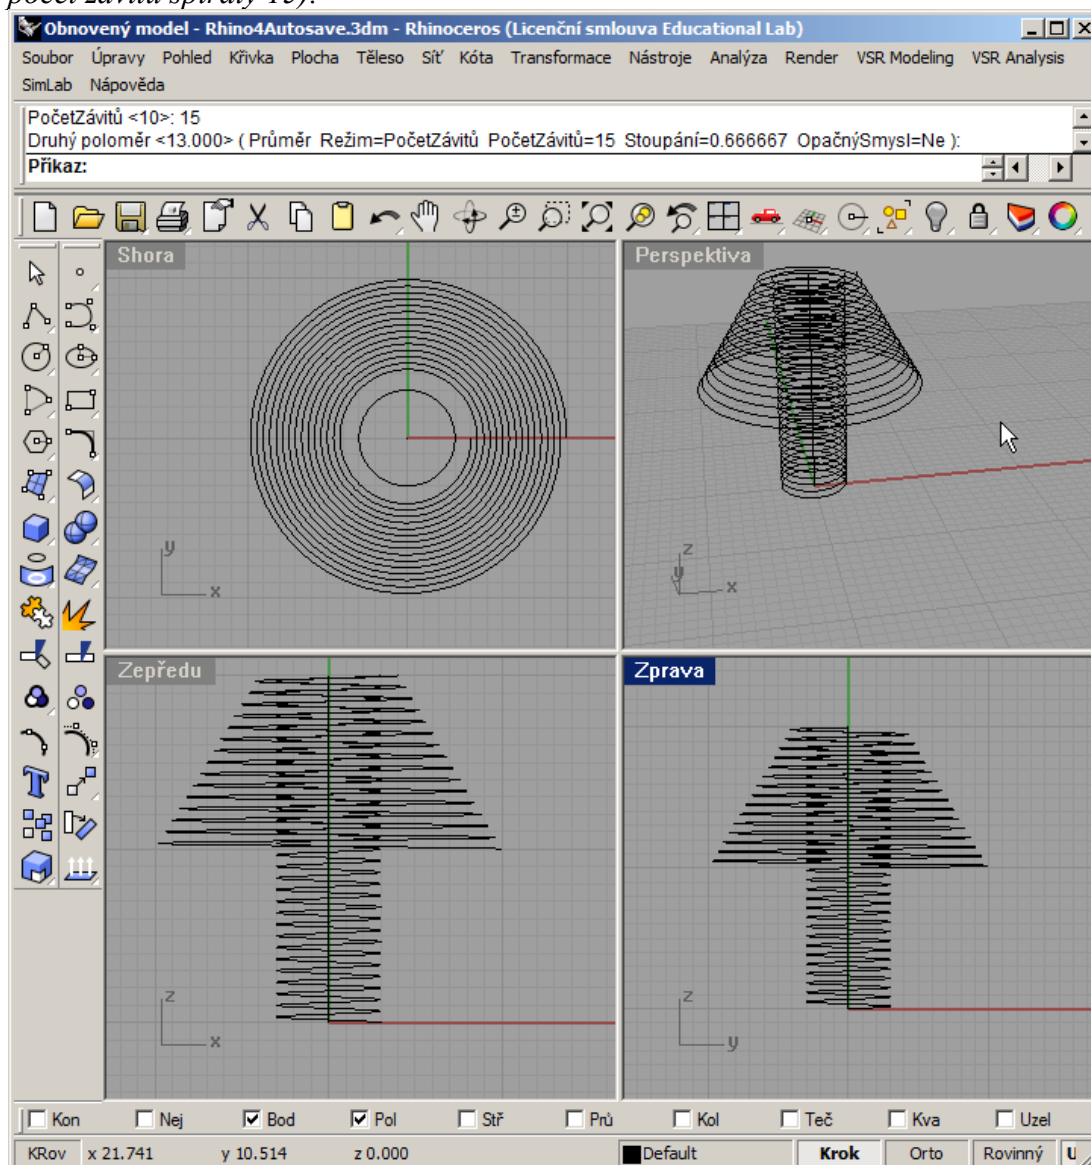 počet závitů spirály 15).
Obnovený model - Rhino4Autosave.3dm - Rhinoceros (Licenční smlouva Educational Lab)
Soubor Úpravy Pohled Křivka Plocha Těleso Síť Kóta Transformace Nástroje Analýza Render VSR Modeling VSR Analysis
SimLab Nápověda
PočetZávitů <10>: 15
Druhý poloměr <13.000> ( Průměr Režim=PočetZávitů PočetZávitů=15 Stoupání=0.666667 OpačnýSmysl=Ne ):
Příkaz:
Shora
Perspektiva
y
x
z
y
x
Zepředu
Zprava
z
x
z
y
Kon Nej Bod Pol Stř Prů Kol Teč Kva Uzel
KRov x 21.741 y 10.514 z 0.000 Default Krok Orto Rovinný U